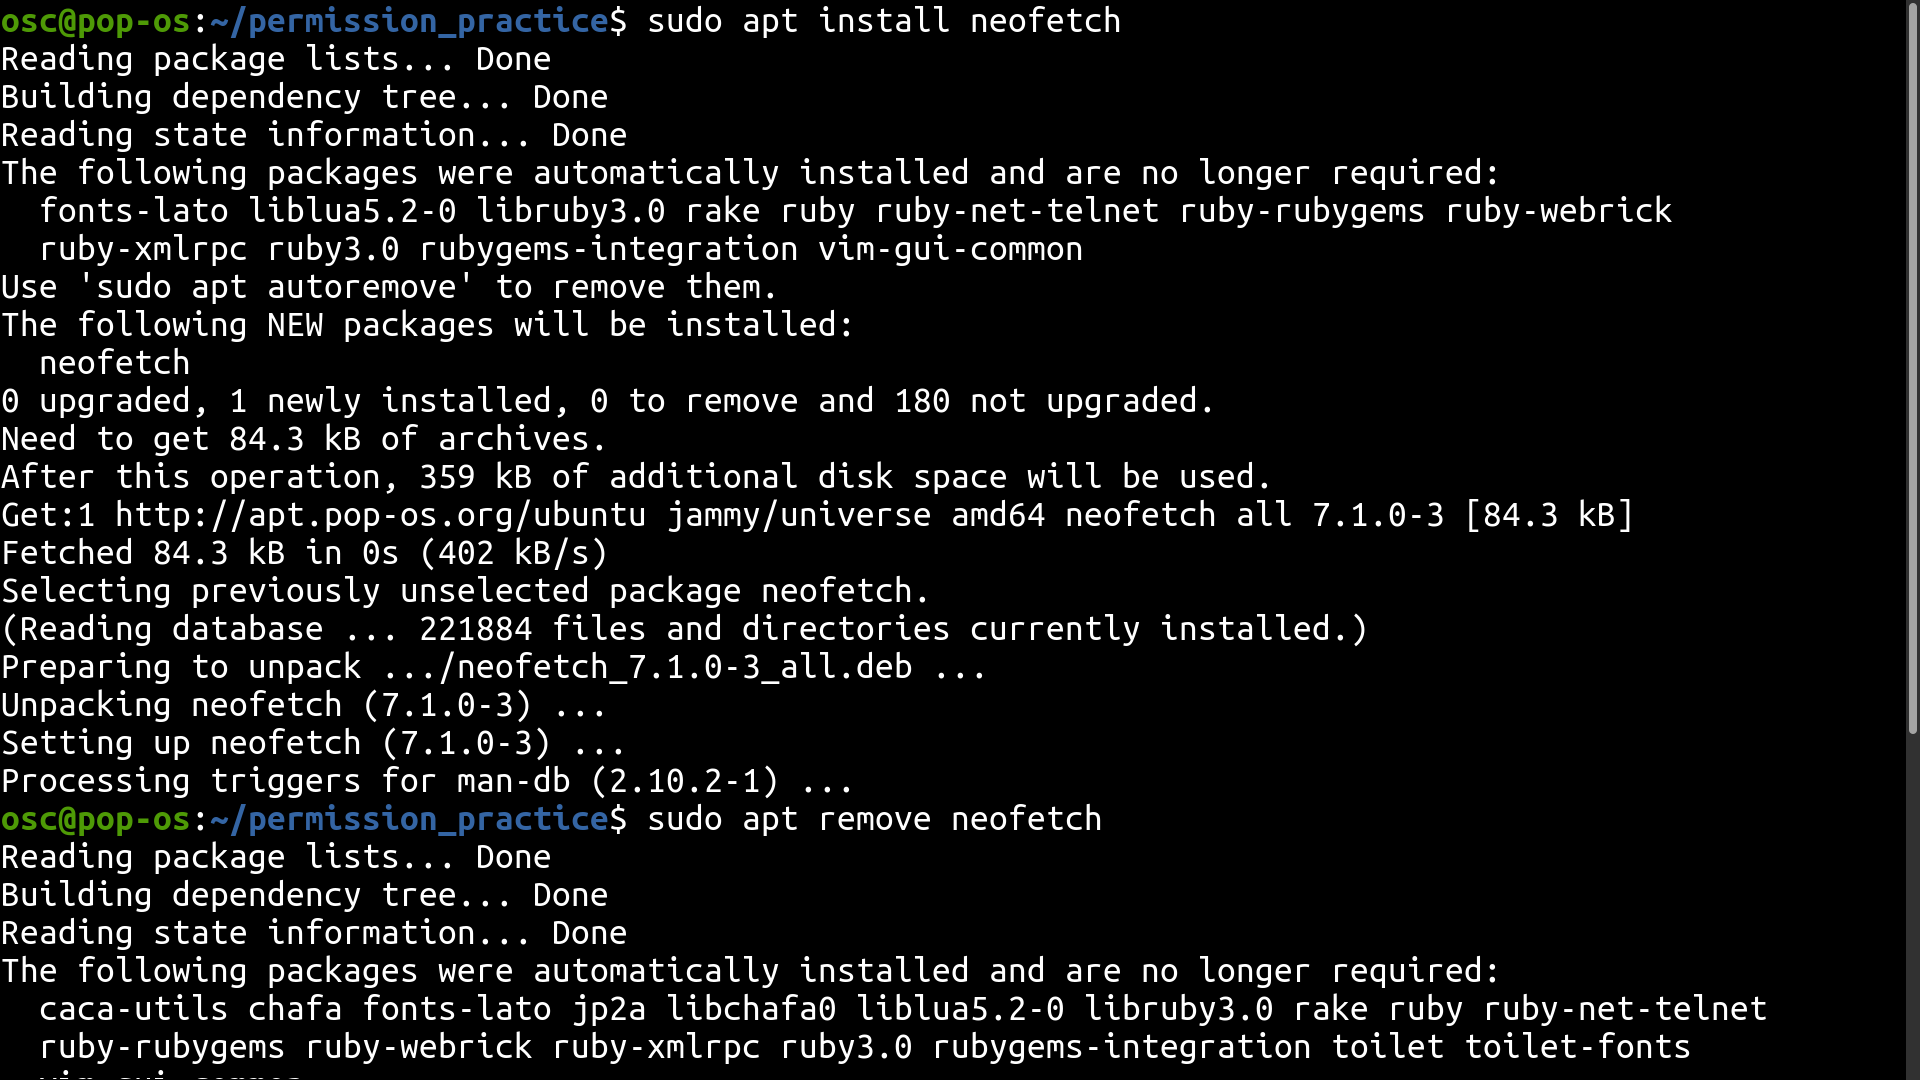 osc@pop-os:~/permission_practice$ sudo apt install neofetch
Reading package lists... Done
Building dependency tree... Done
Reading state information... Done
The following packages were automatically installed and are no longer required:
  fonts-lato liblua5.2-0 libruby3.0 rake ruby ruby-net-telnet ruby-rubygems ruby-webrick
  ruby-xmlrpc ruby3.0 rubygems-integration vim-gui-common
Use 'sudo apt autoremove' to remove them.
The following NEW packages will be installed:
  neofetch
0 upgraded, 1 newly installed, 0 to remove and 180 not upgraded.
Need to get 84.3 kB of archives.
After this operation, 359 kB of additional disk space will be used.
Get:1 http://apt.pop-os.org/ubuntu jammy/universe amd64 neofetch all 7.1.0-3 [84.3 kB]
Fetched 84.3 kB in 0s (402 kB/s)
Selecting previously unselected package neofetch.
(Reading database ... 221884 files and directories currently installed.)
Preparing to unpack .../neofetch_7.1.0-3_all.deb ...
Unpacking neofetch (7.1.0-3) ...
Setting up neofetch (7.1.0-3) ...
Processing triggers for man-db (2.10.2-1) ...
osc@pop-os:~/permission_practice$ sudo apt remove neofetch
Reading package lists... Done
Building dependency tree... Done
Reading state information... Done
The following packages were automatically installed and are no longer required:
  caca-utils chafa fonts-lato jp2a libchafa0 liblua5.2-0 libruby3.0 rake ruby ruby-net-telnet
  ruby-rubygems ruby-webrick ruby-xmlrpc ruby3.0 rubygems-integration toilet toilet-fonts